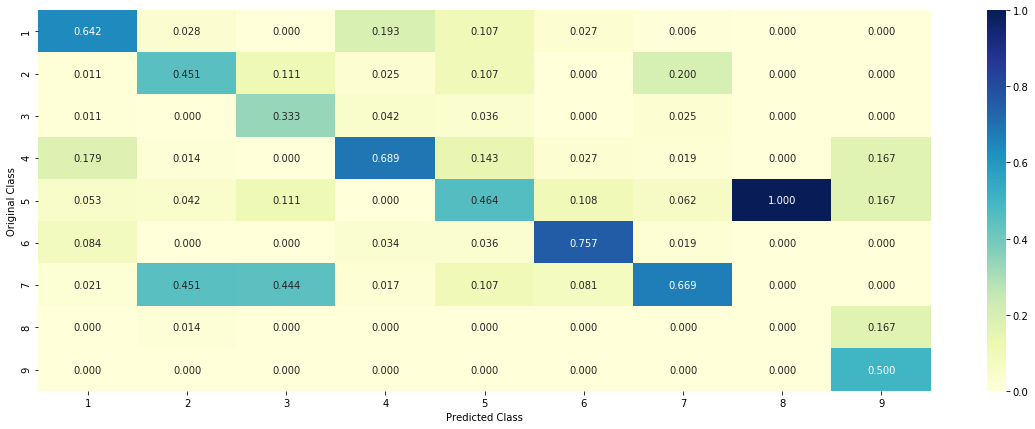 1 0.642 0.028 0.000 0.193 0.107 0.027 0.006 0.000 0.000
2 0.011 0.451 0.111 0.025 0.107 0.000 0.200 0.000 0.000
3 0.011 0.000 0.333 0.042 0.036 0.000 0.025 0.000 0.000
4 0.179 0.014 0.000 0.689 0.143 0.027 0.019 0.000 0.167
5 0.053 0.042 0.111 0.000 0.464 0.108 0.062 1.000 0.167
6 0.084 0.000 0.000 0.034 0.036 0.757 0.019 0.000 0.000
7 0.021 0.451 0.444 0.017 0.107 0.081 0.669 0.000 0.000
8 0.000 0.014 0.000 0.000 0.000 0.000 0.000 0.000 0.167
9 0.000 0.000 0.000 0.000 0.000 0.000 0.000 0.000 0.500
1 2 3 4 5 6 7 8 9
Predicted Class
Original Class
1.0
0.8
0.6
0.4
0.2
0.0